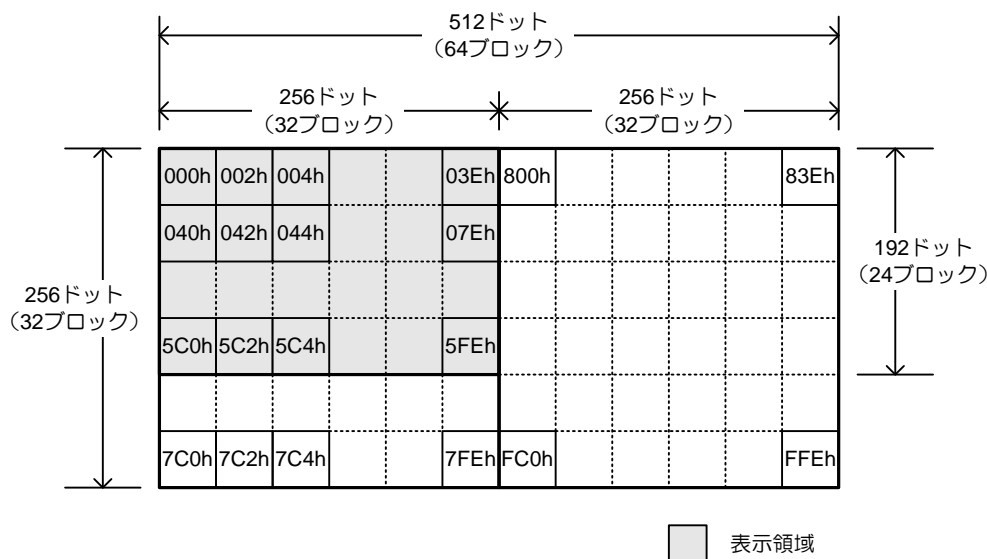 512ドット
（64ブロック）
256ドット
（32ブロック）
256ドット
（32ブロック）
000h 002h 004h 03Eh 800h 83Eh
040h 042h 044h 07Eh
192ドット
（24ブロック）
256ドット
（32ブロック）
5C0h 5C2h 5C4h 5FEh
7C0h 7C2h 7C4h 7FEh FC0h FFEh
表示領域